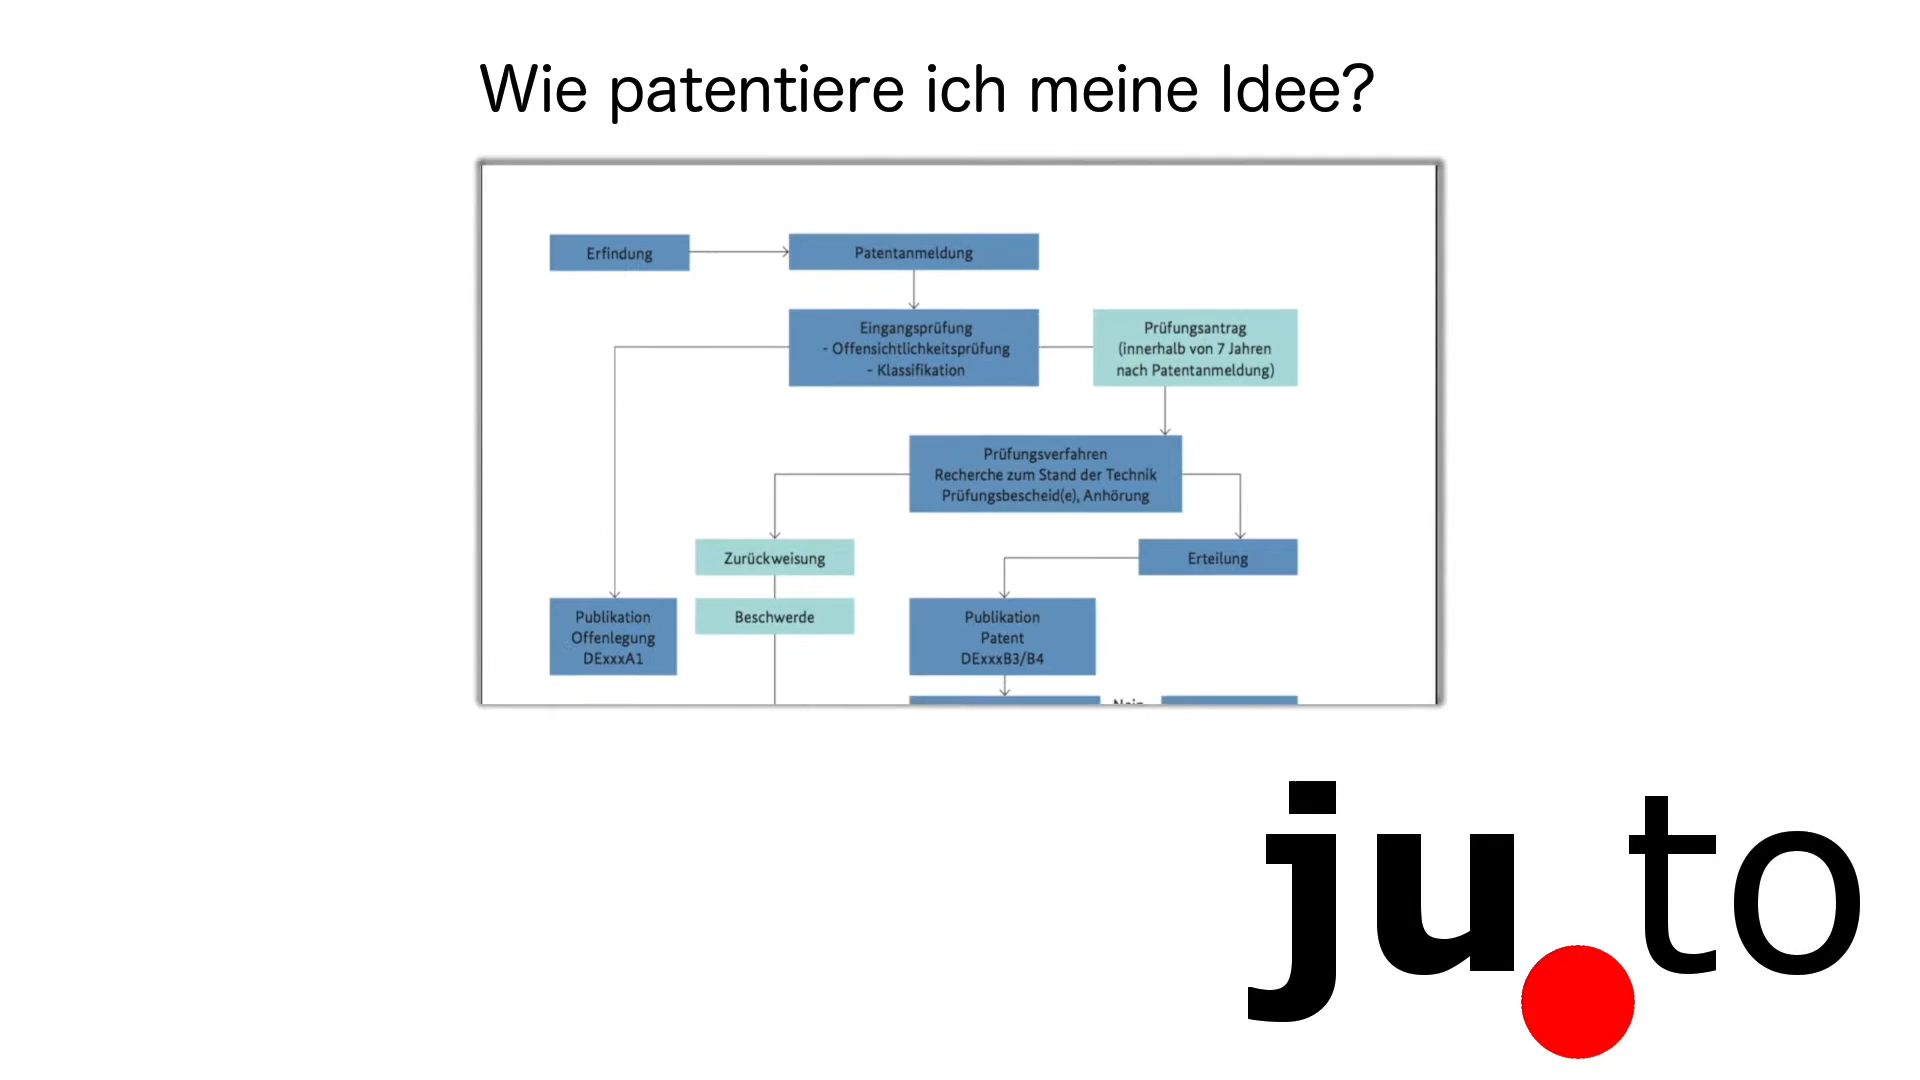 Wie patentiere ich meine Idee?
Erfindung
Patentanmeldung
Eingangsprüfung
- Offensichtlichkeitsprüfung
- Klassifikation
Prüfungsantrag
(innerhalb von 7 Jahren
nach Patentanmeldung)
Prüfungsverfahren
Recherche zum Stand der Technik
Prüfungsbescheid(e), Anhörung
Zurückweisung
Erteilung
Beschwerde
Publikation
Offenlegung
DExxxA1
Publikation
Patent
DExxxB3/B4
ju.to